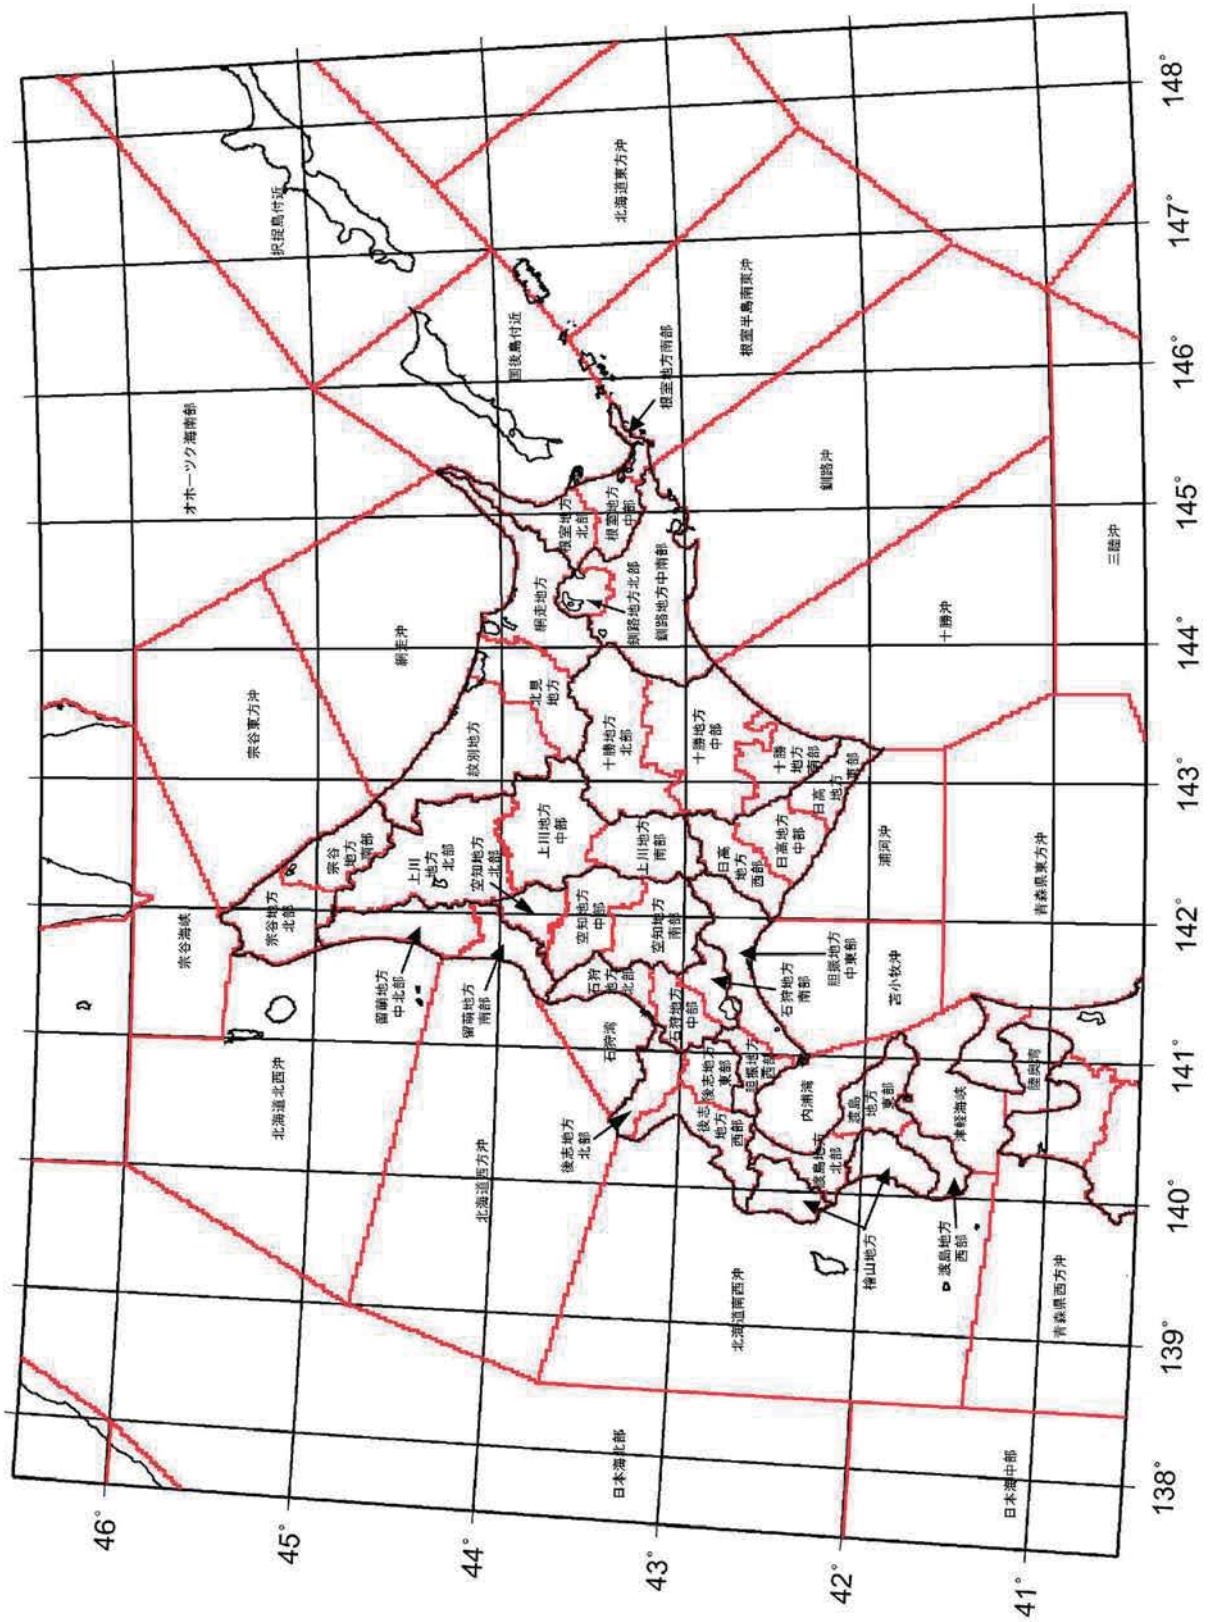 46°
45°
44°
43°
42°
41°
138°
139°
140°
141°
142°
143°
144°
145°
146°
147°
148°
択捉島付近
オホーツク海南部
国後島付近
北海道東方沖
根室半島南東沖
根室地方南部
釧路沖
三陸沖
十勝沖
網走沖
宗谷東方沖
宗谷海峡
北海道北西沖
北海道西方沖
石狩湾
北海道南西沖
日本海北部
日本海中部
青森県西方沖
青森県東方沖
浦河沖
苫小牧沖
内浦湾
津軽海峡
陸奥湾
根室地方
北部
根室地方
中部
網走地方
釧路地方北部
釧路地方中南部
北見
地方
紋別地方
十勝地方
北部
十勝地方
中部
十勝
地方
南部
宗谷
地方
南部
宗谷地方
北部
上川
地方
北部
上川地方
中部
上川地方
南部
空知地方
北部
空知地方
中部
空知地方
南部
日高
地方
西部
日高地方
中部
日高
地方
東部
留萌地方
中北部
留萌地方
南部
石狩
地方
北部
石狩地方
中部
石狩地方
南部
胆振地方
中東部
胆振地方
西部
後志地方
北部
後志地方
東部
後志
地方
西部
渡島
地方
東部
渡島地方
北部
渡島地方
西部
檜山地方